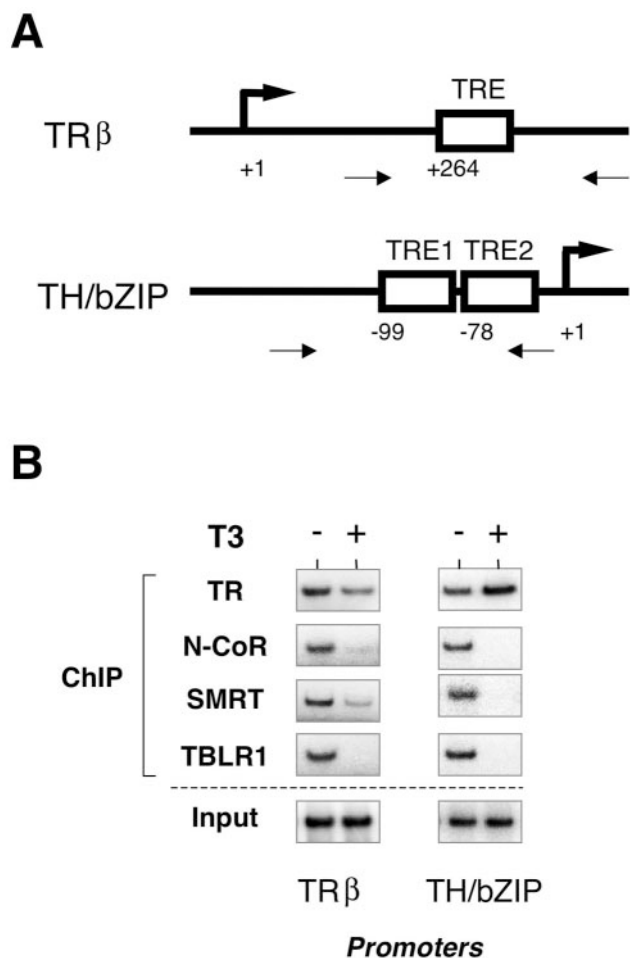 A
TRE
TRβ
+1
+264
TRE1 TRE2
TH/bZIP
-99
-78
+1
B
T3 - + - +
TR
N-CoR
ChIP
SMRT
TBLR1
Input
TRβ TH/bZIP
Promoters